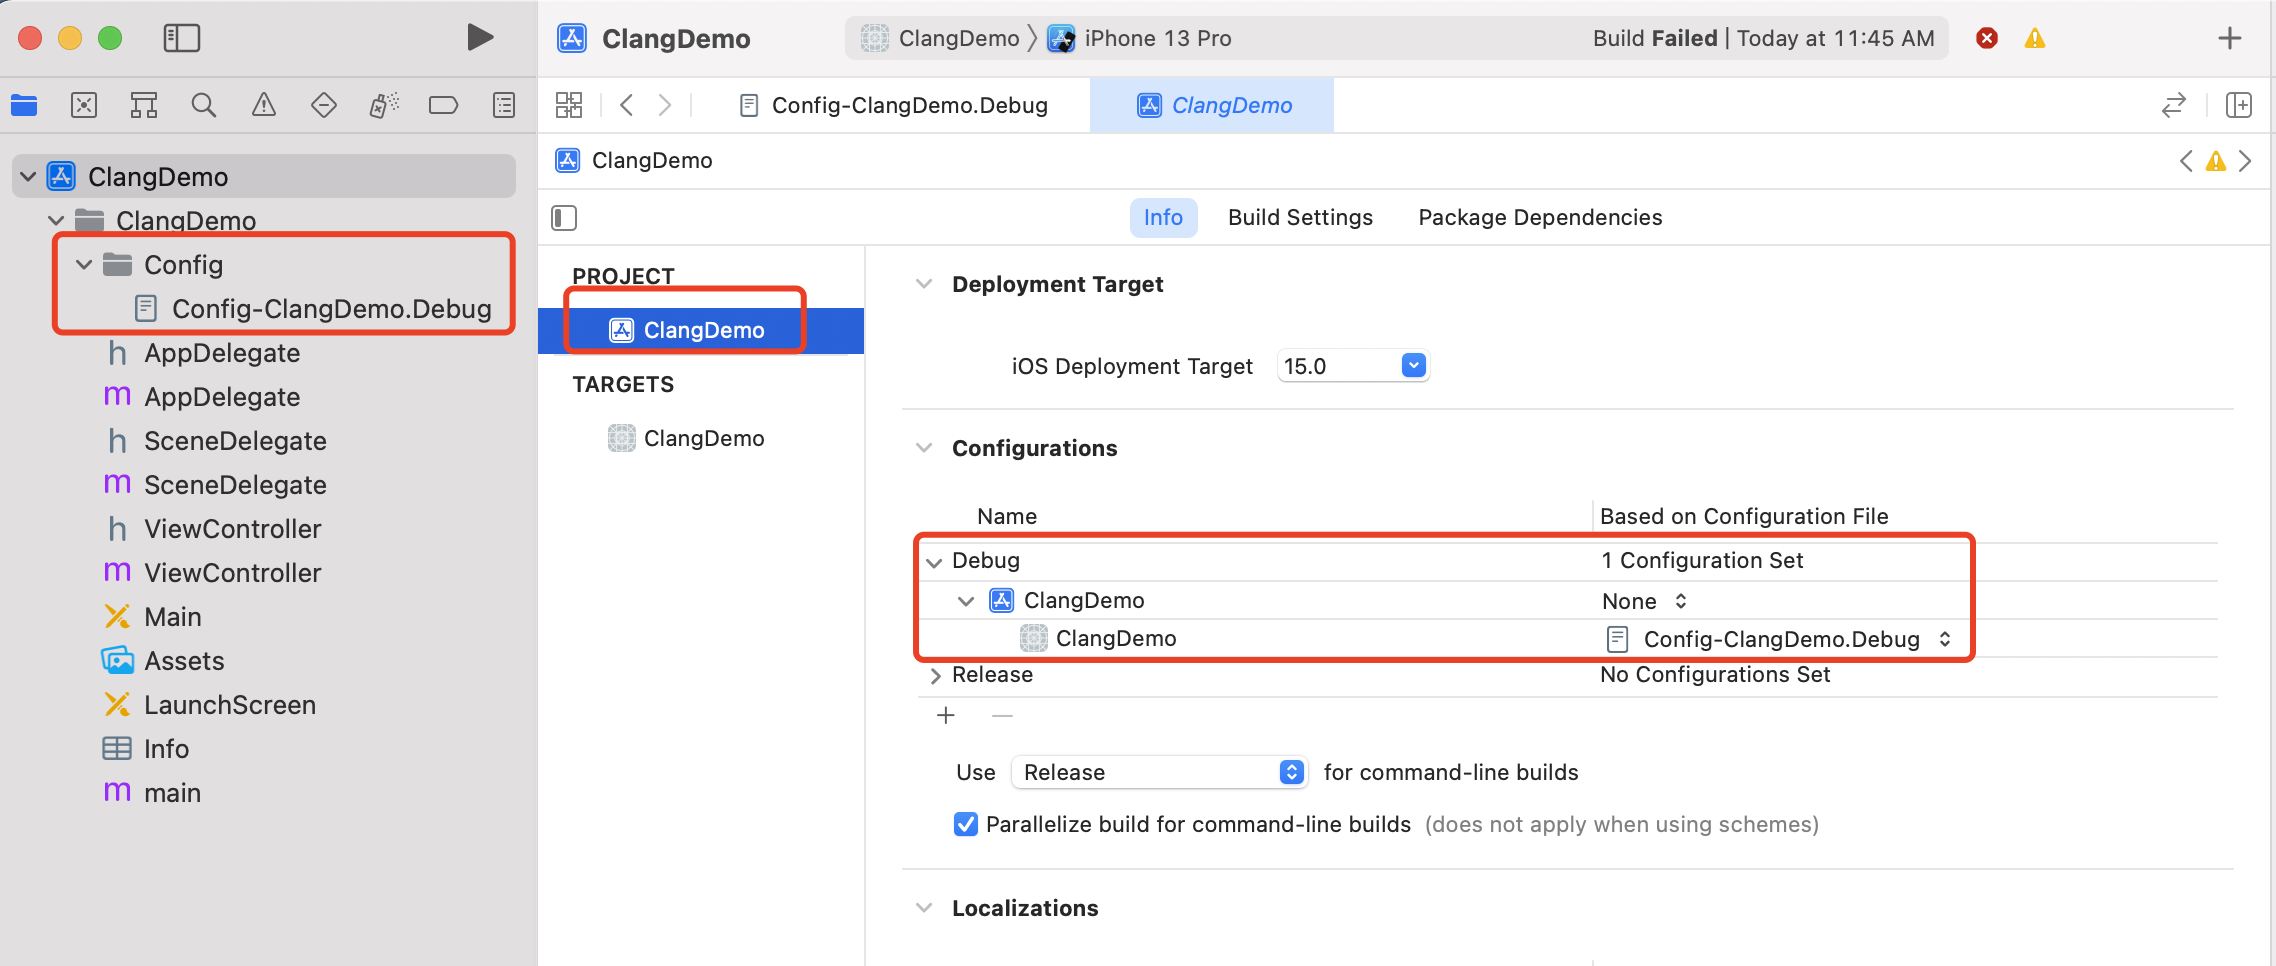 ClangDemo
ClangDemo
iPhone 13 Pro
Build Failed | Today at 11:45 AM
Config-ClangDemo.Debug
ClangDemo
ClangDemo
Info
Build Settings
Package Dependencies
ClangDemo
ClangDemo
Config
Config-ClangDemo.Debug
h AppDelegate
m AppDelegate
h SceneDelegate
m SceneDelegate
h ViewController
m ViewController
Main
Assets
LaunchScreen
Info
m main
PROJECT
ClangDemo
TARGETS
ClangDemo
Deployment Target
iOS Deployment Target 15.0
Configurations
Name Based on Configuration File
Debug 1 Configuration Set
ClangDemo None
ClangDemo Config-ClangDemo.Debug
Release No Configurations Set
Use Release for command-line builds
Parallelize build for command-line builds (does not apply when using schemes)
Localizations